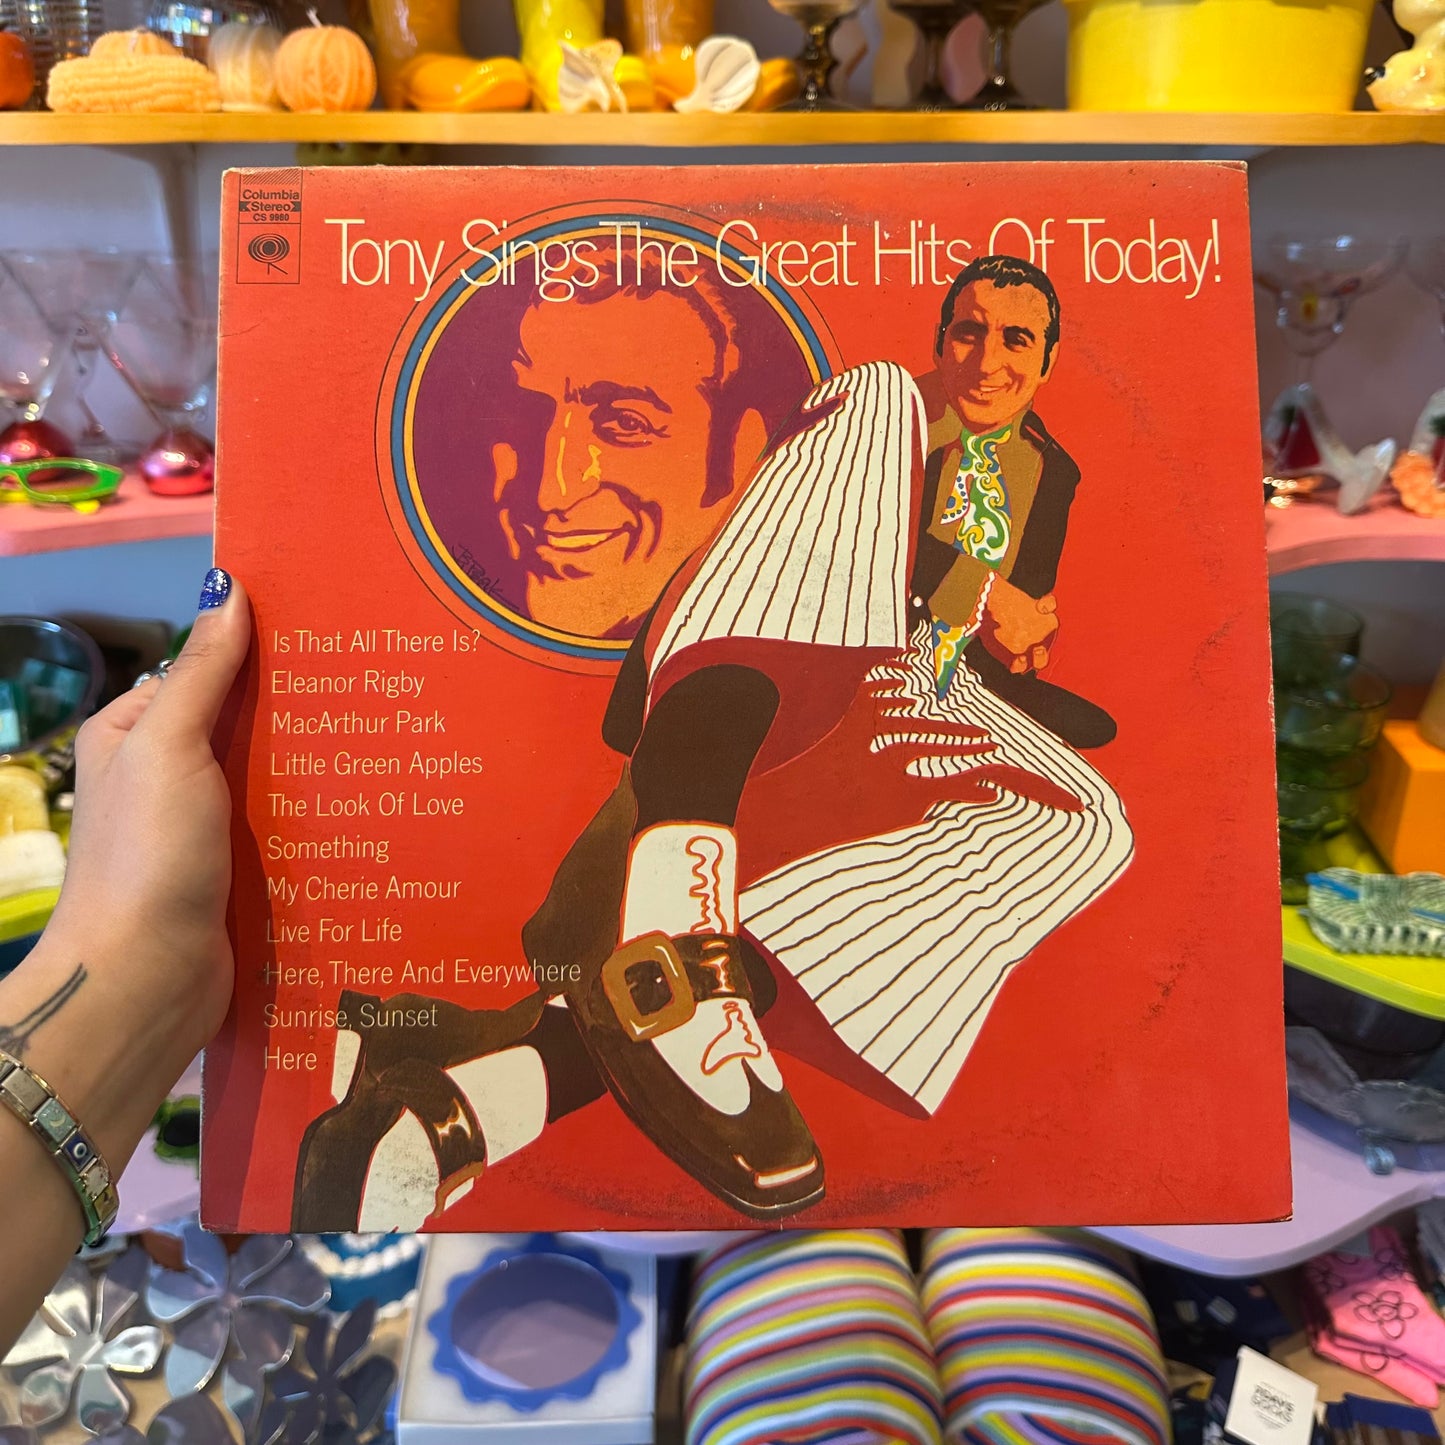 Columbia
Stereo
CS 9980
Tony Sings The Great Hits Of Today!
Is That All There Is?
Eleanor Rigby
MacArthur Park
Little Green Apples
The Look Of Love
Something
My Cherie Amour
Live For Life
Here, There And Everywhere
Sunrise, Sunset
Here